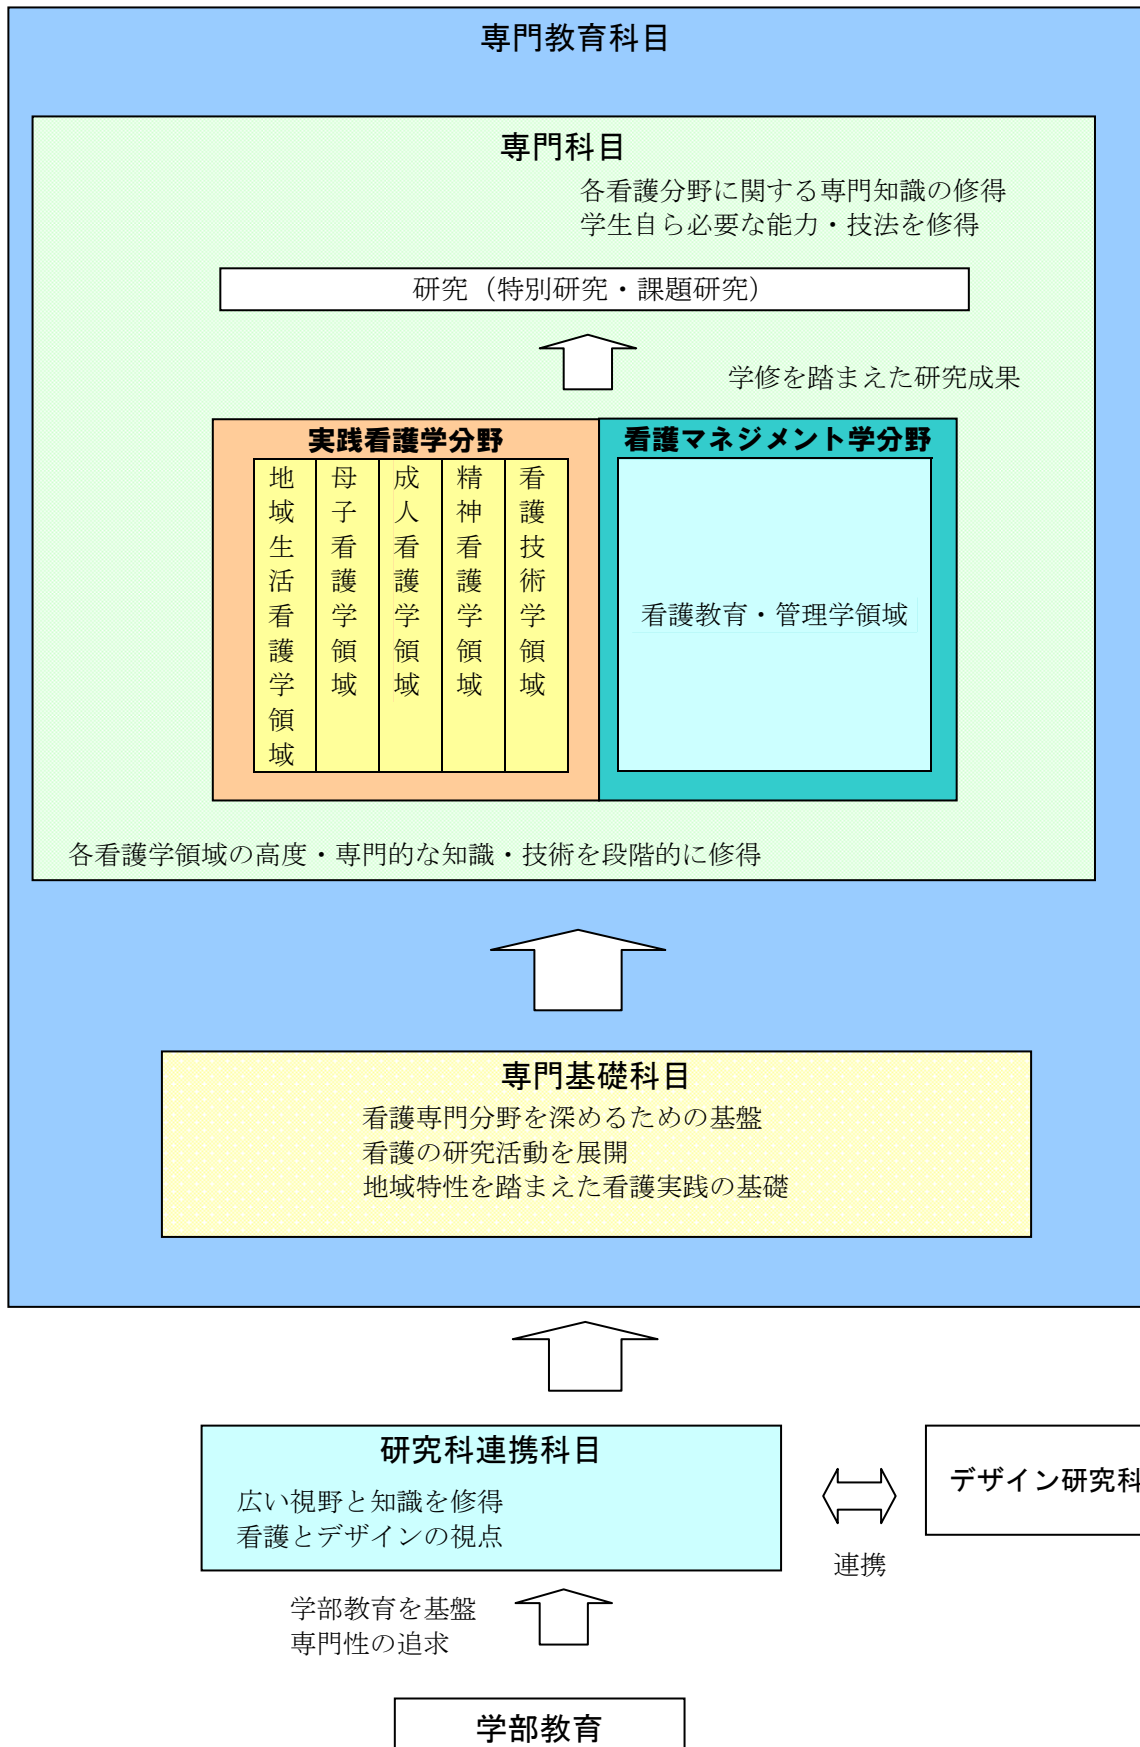 専門教育科目
専門科目
各看護分野に関する専門知識の修得
学生自ら必要な能力・技法を修得
研究（特別研究・課題研究）
学修を踏まえた研究成果
実践看護学分野
地域生活看護学領域
母子看護学領域
成人看護学領域
精神看護学領域
看護技術学領域
看護マネジメント学分野
看護教育・管理学領域
各看護学領域の高度・専門的な知識・技術を段階的に修得
専門基礎科目
看護専門分野を深めるための基盤
看護の研究活動を展開
地域特性を踏まえた看護実践の基礎
研究科連携科目
広い視野と知識を修得
看護とデザインの視点
連携
デザイン研究科
学部教育を基盤
専門性の追求
学部教育